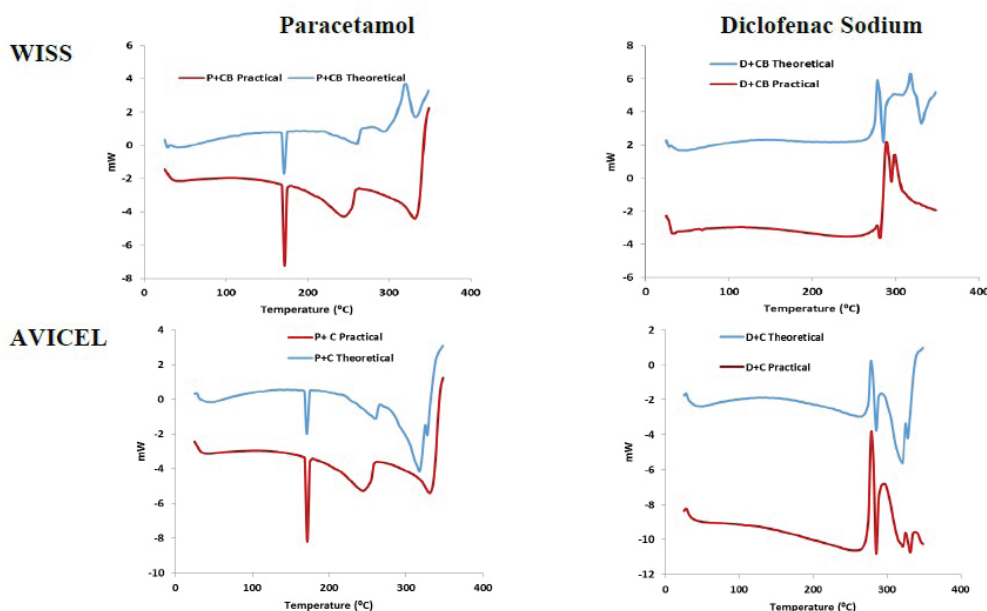 Paracetamol
Diclofenac Sodium
WISS
6
4
2
0
-2
-4
-6
-8
mW
P+CB Practical
P+CB Theoretical
0
100
200
300
400
Temperature (⁰C)
8
6
4
2
0
-2
-4
-6
mW
D+CB Theoretical
D+CB Practical
0
100
200
300
400
Temperature (⁰C)
AVICEL
4
2
0
-2
-4
-6
-8
-10
mW
P+ C Practical
P+C Theoretical
0
100
200
300
400
Temperature (⁰C)
2
0
-2
-4
-6
-8
-10
-12
mW
D+C Theoretical
D+C Practical
0
100
200
300
400
Temperature (⁰C)